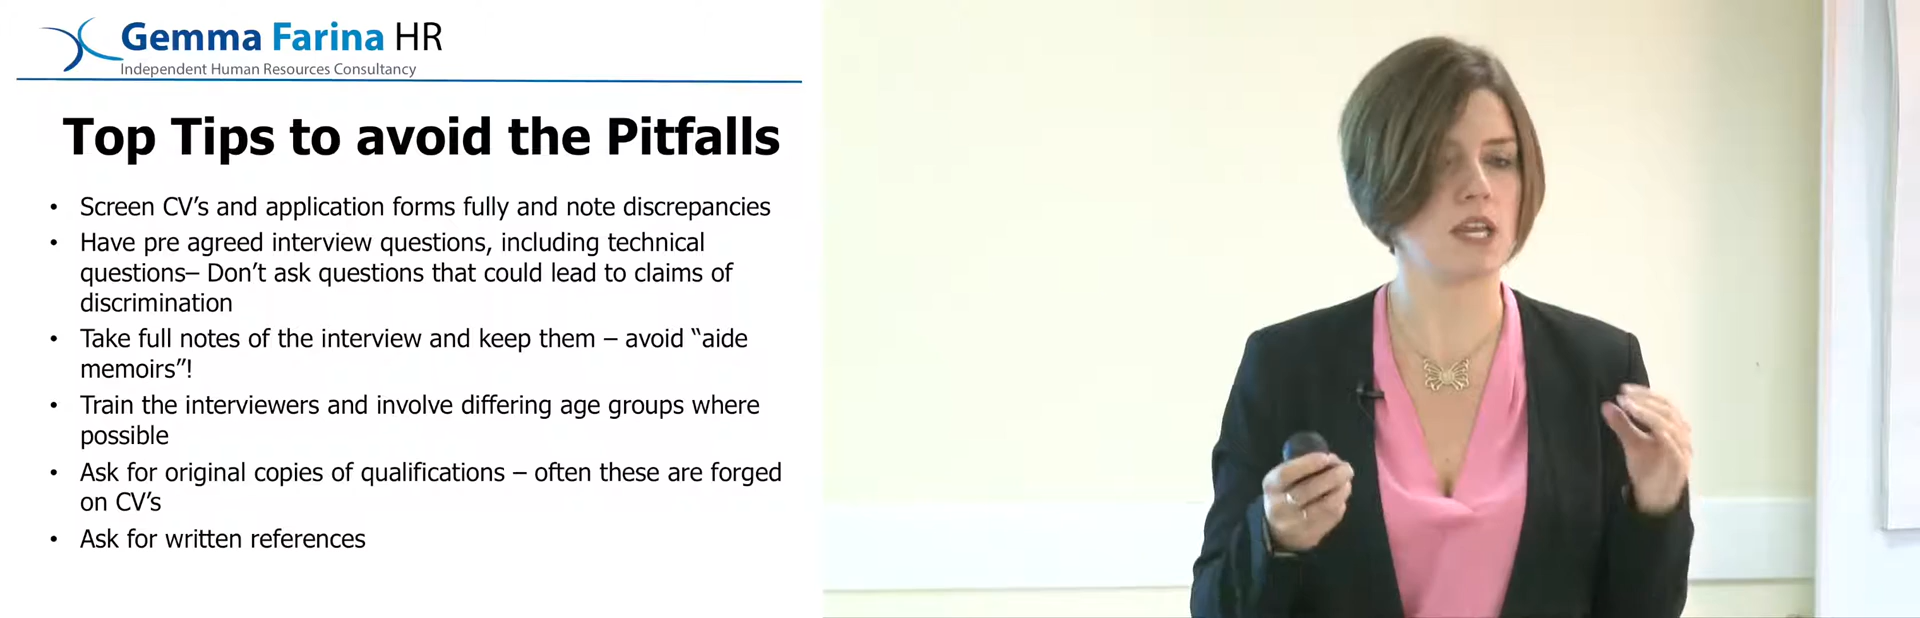 Gemma Farina HR
Independent Human Resources Consultancy
Top Tips to avoid the Pitfalls
• Screen CV’s and application forms fully and note discrepancies
• Have pre agreed interview questions, including technical
questions– Don’t ask questions that could lead to claims of
discrimination
• Take full notes of the interview and keep them – avoid “aide
memoirs”!
• Train the interviewers and involve differing age groups where
possible
• Ask for original copies of qualifications – often these are forged
on CV’s
• Ask for written references